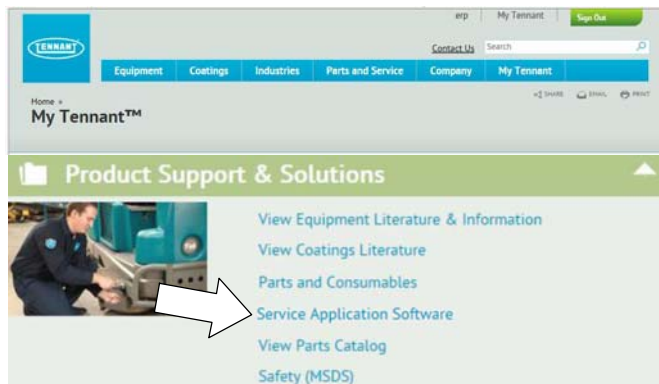 erp My Tennant Sign Out
TENNANT
Contact Us Search
Equipment Coatings Industries Parts and Service Company My Tennant
SHARE EMAIL PRINT
Home »
My Tennant™
Product Support & Solutions
View Equipment Literature & Information
View Coatings Literature
Parts and Consumables
Service Application Software
View Parts Catalog
Safety (MSDS)